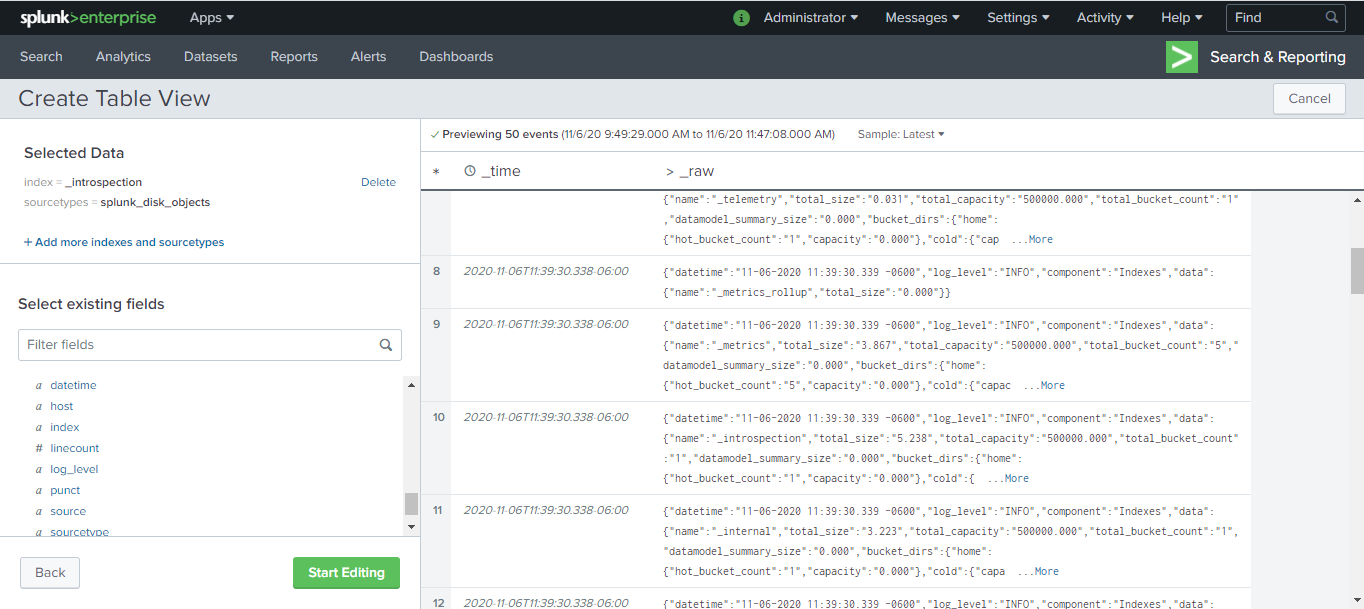 splunk>enterprise Apps Administrator Messages Settings Activity Help Find
Search Analytics Datasets Reports Alerts Dashboards Search & Reporting
Create Table View Cancel
Selected Data
index = _introspection Delete
sourcetypes = splunk_disk_objects
+ Add more indexes and sourcetypes
Select existing fields
Filter fields
a datetime
a host
a index
# linecount
a log_level
a punct
a source
a sourcetype
Back Start Editing
✓ Previewing 50 events (11/6/20 9:49:29.000 AM to 11/6/20 11:47:08.000 AM) Sample: Latest
* _time > _raw
{"name":"_telemetry","total_size":"0.031","total_capacity":"500000.000","total_bucket_count":"1"
,"datamodel_summary_size":"0.000","bucket_dirs":{"home":
{"hot_bucket_count":"1","capacity":"0.000"},"cold":{"cap ...More
8 2020-11-06T11:39:30.338-06:00 {"datetime":"11-06-2020 11:39:30.339 -0600","log_level":"INFO","component":"Indexes","data":
{"name":"_metrics_rollup","total_size":"0.000"}}
9 2020-11-06T11:39:30.338-06:00 {"datetime":"11-06-2020 11:39:30.339 -0600","log_level":"INFO","component":"Indexes","data":
{"name":"_metrics","total_size":"3.867","total_capacity":"500000.000","total_bucket_count":"5","
datamodel_summary_size":"0.000","bucket_dirs":{"home":
{"hot_bucket_count":"5","capacity":"0.000"},"cold":{"capac ...More
10 2020-11-06T11:39:30.338-06:00 {"datetime":"11-06-2020 11:39:30.339 -0600","log_level":"INFO","component":"Indexes","data":
{"name":"_introspection","total_size":"5.238","total_capacity":"500000.000","total_bucket_count"
"1","datamodel_summary_size":"0.000","bucket_dirs":{"home":
{"hot_bucket_count":"1","capacity":"0.000"},"cold":{ ...More
11 2020-11-06T11:39:30.338-06:00 {"datetime":"11-06-2020 11:39:30.339 -0600","log_level":"INFO","component":"Indexes","data":
{"name":"_internal","total_size":"3.223","total_capacity":"500000.000","total_bucket_count":"1",
"datamodel_summary_size":"0.000","bucket_dirs":{"home":
{"hot_bucket_count":"1","capacity":"0.000"},"cold":{"capa ...More
12 2020-11-06T11:39:30.338-06:00 {"datetime":"11-06-2020 11:39:30.339 -0600","log_level":"INFO","component":"Indexes","data":